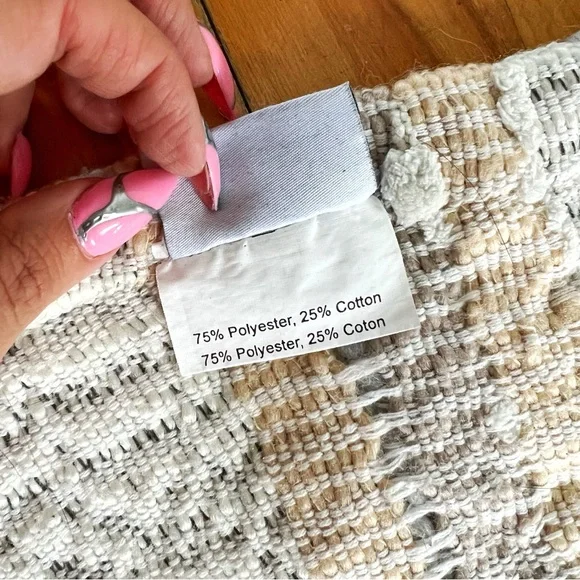 75% Polyester, 25% Cotton
75% Polyester, 25% Coton